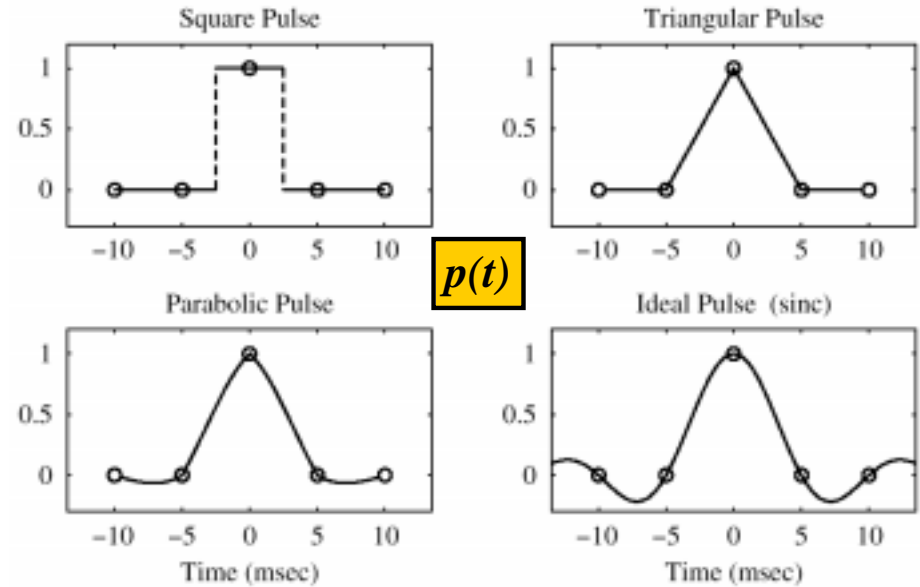 Square Pulse
1
0.5
0
−10 −5 0 5 10
Triangular Pulse
1
0.5
0
−10 −5 0 5 10
p(t)
Parabolic Pulse
1
0.5
0
−10 −5 0 5 10
Time (msec)
Ideal Pulse (sinc)
1
0.5
0
−10 −5 0 5 10
Time (msec)